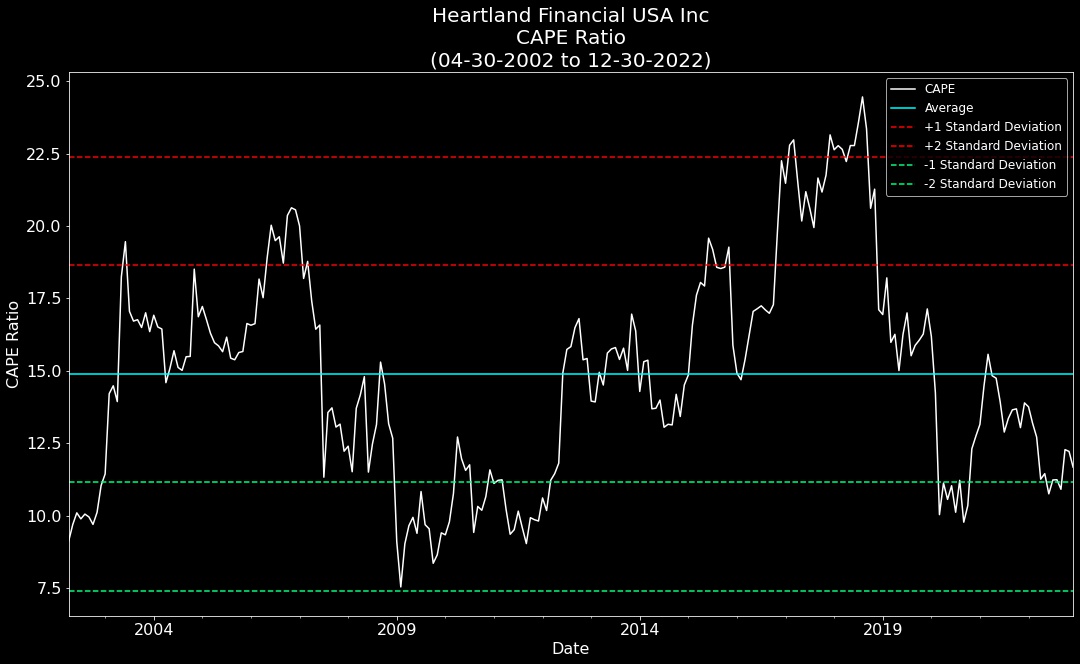 Heartland Financial USA Inc
CAPE Ratio
(04-30-2002 to 12-30-2022)
25.0
22.5
20.0
17.5
15.0
12.5
10.0
7.5
CAPE Ratio
CAPE
Average
+1 Standard Deviation
+2 Standard Deviation
-1 Standard Deviation
-2 Standard Deviation
2004
2009
2014
2019
Date